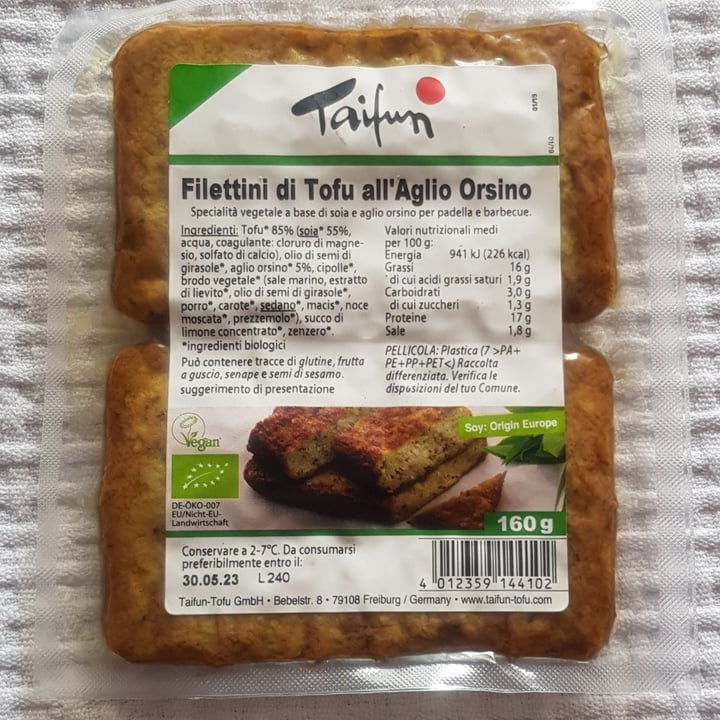 Taifun
01/19
01/19
Filettini di Tofu all'Aglio Orsino
Specialità vegetale a base di soia e aglio orsino per padella e barbecue.
Ingredienti: Tofu* 85% (soia* 55%,
acqua, coagulante: cloruro di magne-
sio, solfato di calcio), olio di semi di
girasole*, aglio orsino* 5%, cipolle*,
brodo vegetale* (sale marino, estratto
di lievito*, olio di semi di girasole*,
porro*, carote*, sedano*, macis*, noce
moscata*, prezzemolo*), succo di
limone concentrato*, zenzero*.
*ingredienti biologici
Può contenere tracce di glutine, frutta
a guscio, senape e semi di sesamo.
suggerimento di presentazione
Valori nutrizionali medi
per 100 g:
Energia 941 kJ (226 kcal)
Grassi 16 g
di cui acidi grassi saturi 1,9 g
Carboidrati 3,0 g
di cui zuccheri 1,3 g
Proteine 17 g
Sale 1,8 g
PELLICOLA: Plastica (7 >PA+
PE+PP+PET<) Raccolta
differenziata. Verifica le
disposizioni del tuo Comune.
Vegan
Soy: Origin Europe
DE-ÖKO-007
EU/Nicht-EU-
Landwirtschaft
160 g
Conservare a 2-7°C. Da consumarsi
preferibilmente entro il:
30.05.23 L 240
4 012359 144102
Taifun-Tofu GmbH • Bebelstr. 8 • 79108 Freiburg / Germany • www.taifun-tofu.com